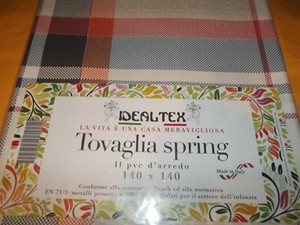 IDEALTEX
LA VITA È UNA CASA MERAVIGLIOSA
Tovaglia spring
Il pvc d'arredo
140 x 140
Made in Italy
Conforme alla normativa Reach ed alla normativa
EN 71/3 (metalli pesanti) per il settore dell'infanzia